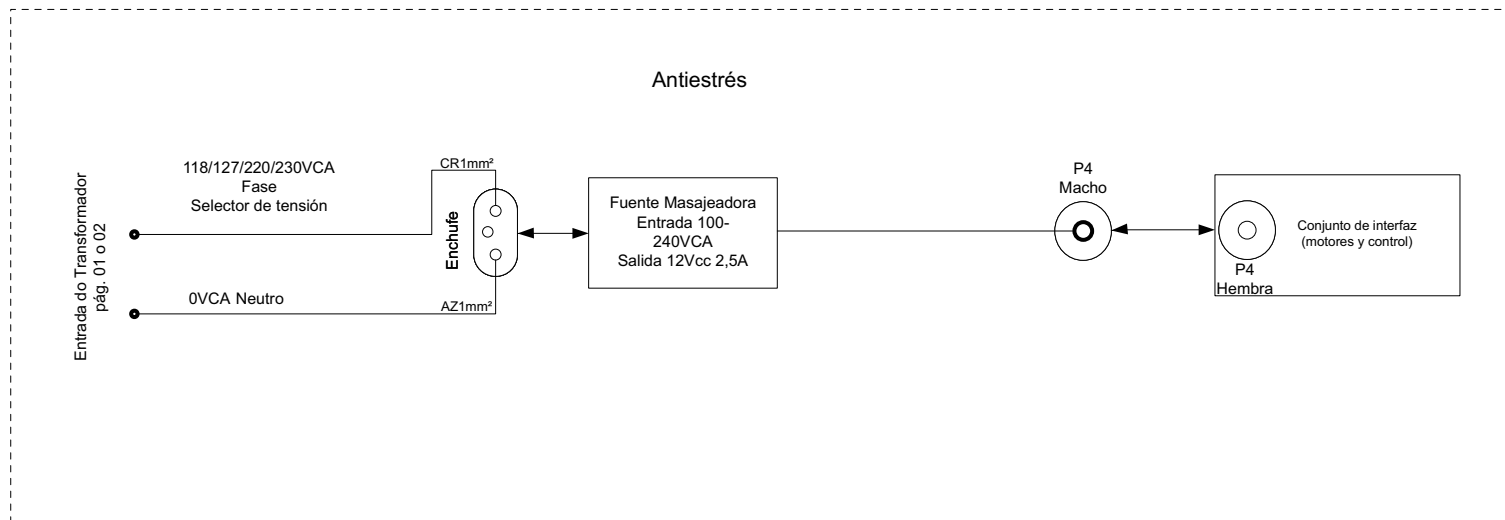 Antiestrés
Entrada do Transformador
pág. 01 o 02
118/127/220/230VCA
Fase
Selector de tensión
0VCA Neutro
CR1mm²
Enchufe
AZ1mm²
Fuente Masajeadora
Entrada 100-
240VCA
Salida 12Vcc 2,5A
P4
Macho
P4
Hembra
Conjunto de interfaz
(motores y control)